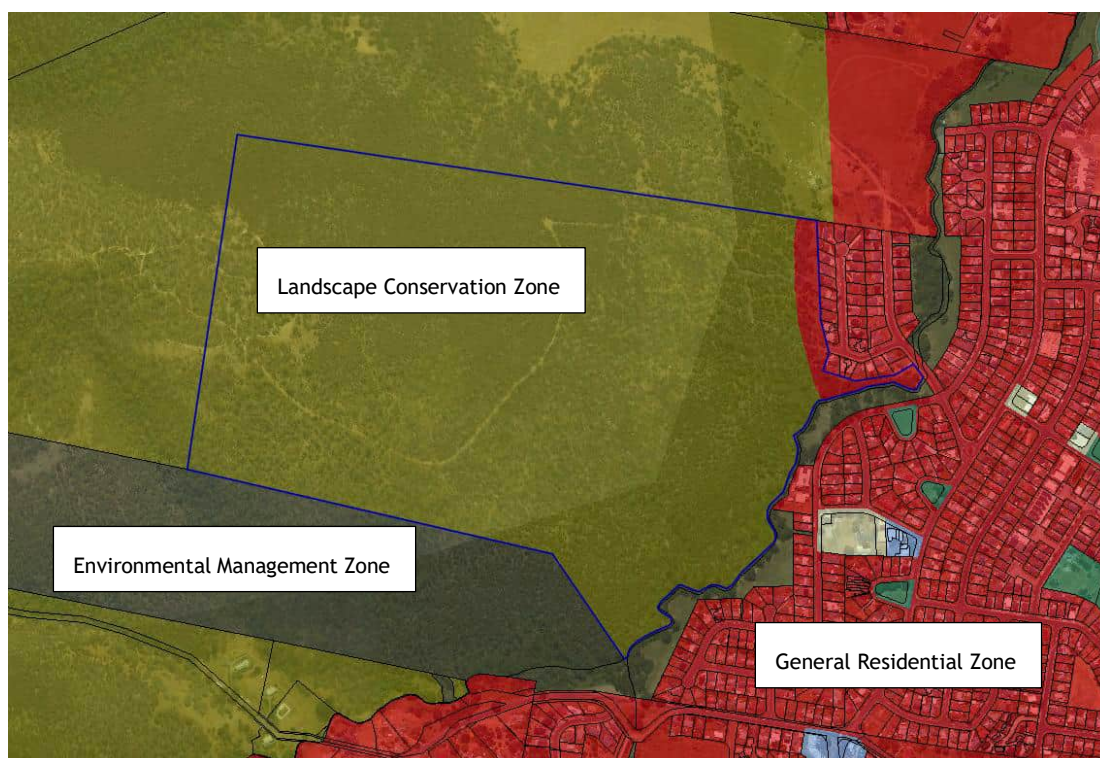 Landscape Conservation Zone
Environmental Management Zone
General Residential Zone